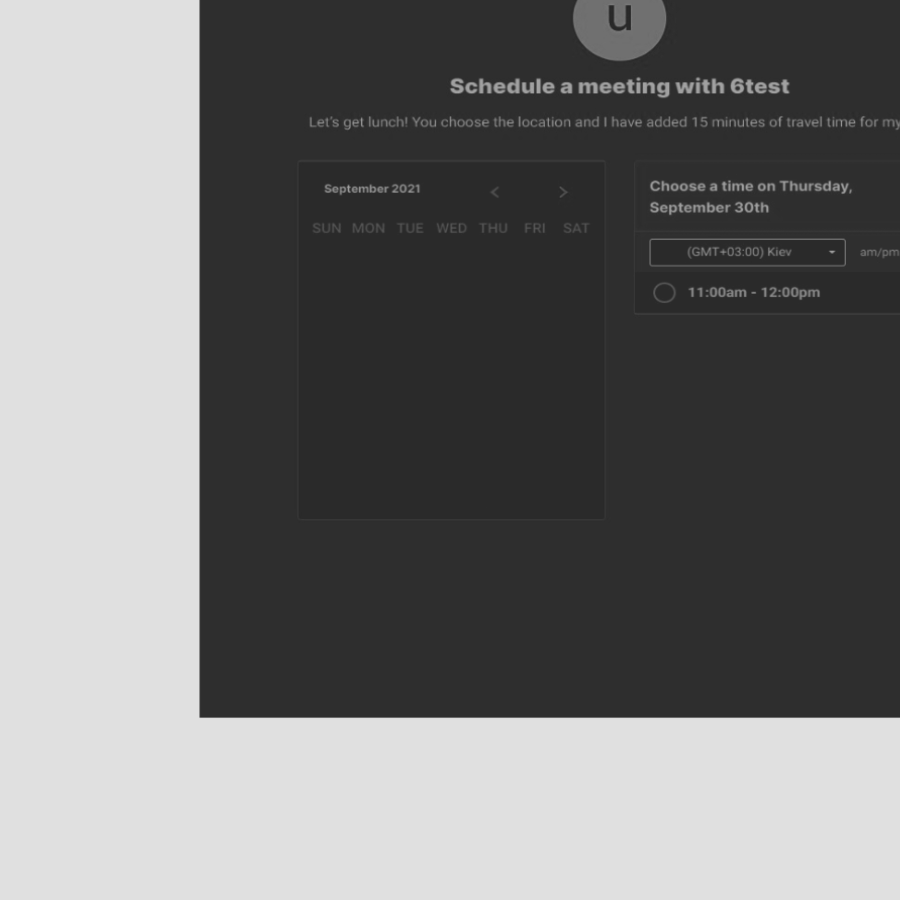 u
Schedule a meeting with 6test
Let's get lunch! You choose the location and I have added 15 minutes of travel time for my
September 2021 < >
SUN MON TUE WED THU FRI SAT
Choose a time on Thursday,
September 30th
(GMT+03:00) Kiev am/pm
11:00am - 12:00pm